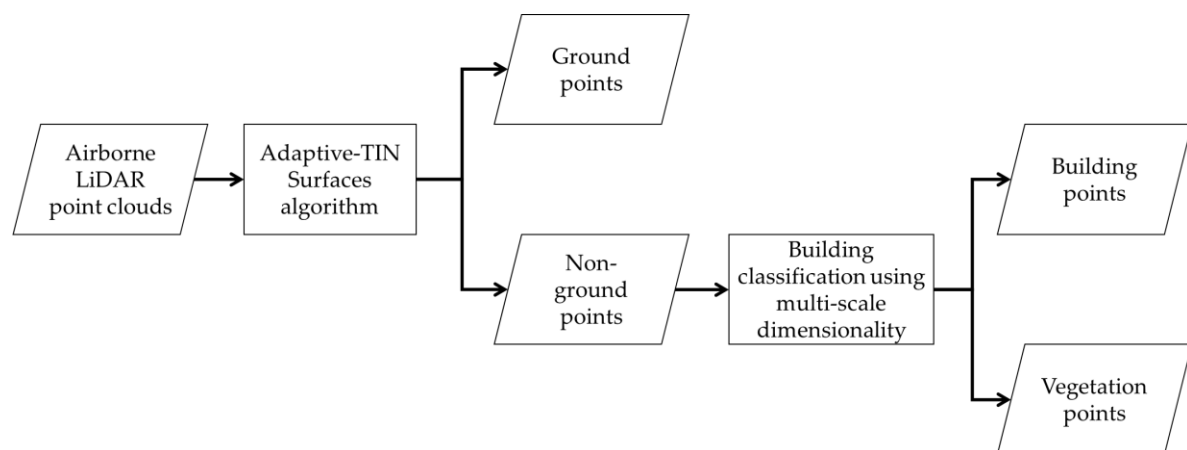 Airborne
LiDAR
point clouds
Adaptive-TIN
Surfaces
algorithm
Ground
points
Non-
ground
points
Building
classification using
multi-scale
dimensionality
Building
points
Vegetation
points